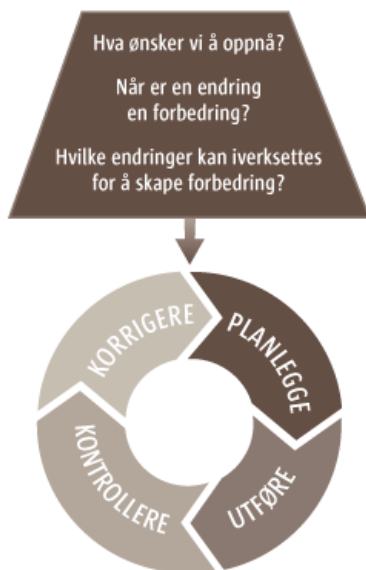 Hva ønsker vi å oppnå?
Når er en endring
en forbedring?
Hvilke endringer kan iverksettes
for å skape forbedring?
PLANLEGGE
UTFØRE
KONTROLLERE
KORRIGERE